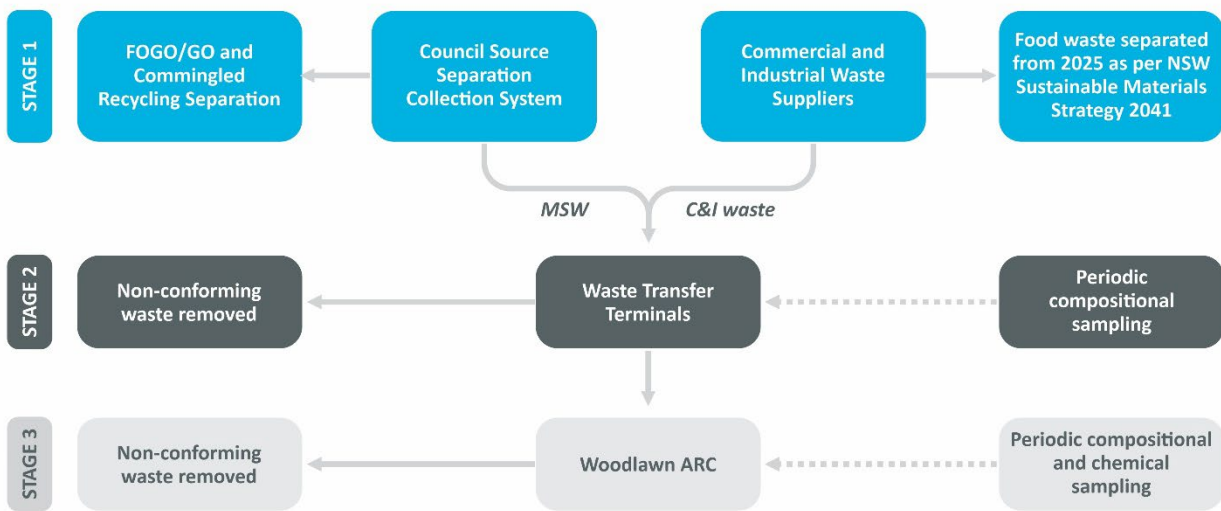 STAGE 1
FOGO/GO and
Commingled
Recycling Separation
Council Source
Separation
Collection System
Commercial and
Industrial Waste
Suppliers
Food waste separated
from 2025 as per NSW
Sustainable Materials
Strategy 2041
MSW
C&I waste
STAGE 2
Non-conforming
waste removed
Waste Transfer
Terminals
Periodic
compositional
sampling
STAGE 3
Non-conforming
waste removed
Woodlawn ARC
Periodic compositional
and chemical
sampling